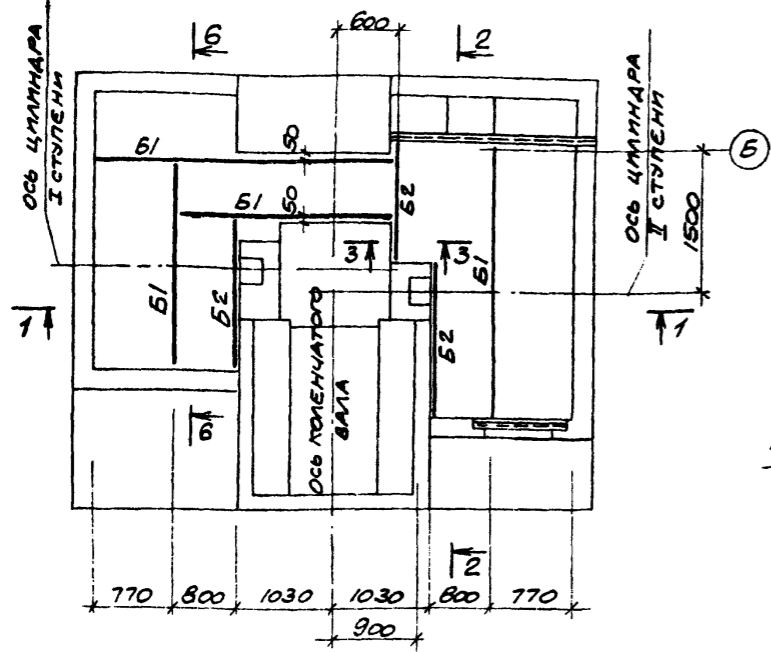 600
6
2
ОСЬ ЦИЛИНДРА
I СТУПЕНИ
ОСЬ ЦИЛИНДРА
II СТУПЕНИ
Б1
50
Б
Б1
50
Б2
1500
3
3
Б1
Б1
Б2
1
1
Б2
ОСЬ КОЛЕНЧАТОГО
ВАЛА
6
2
770
800
1030
1030
800
770
900